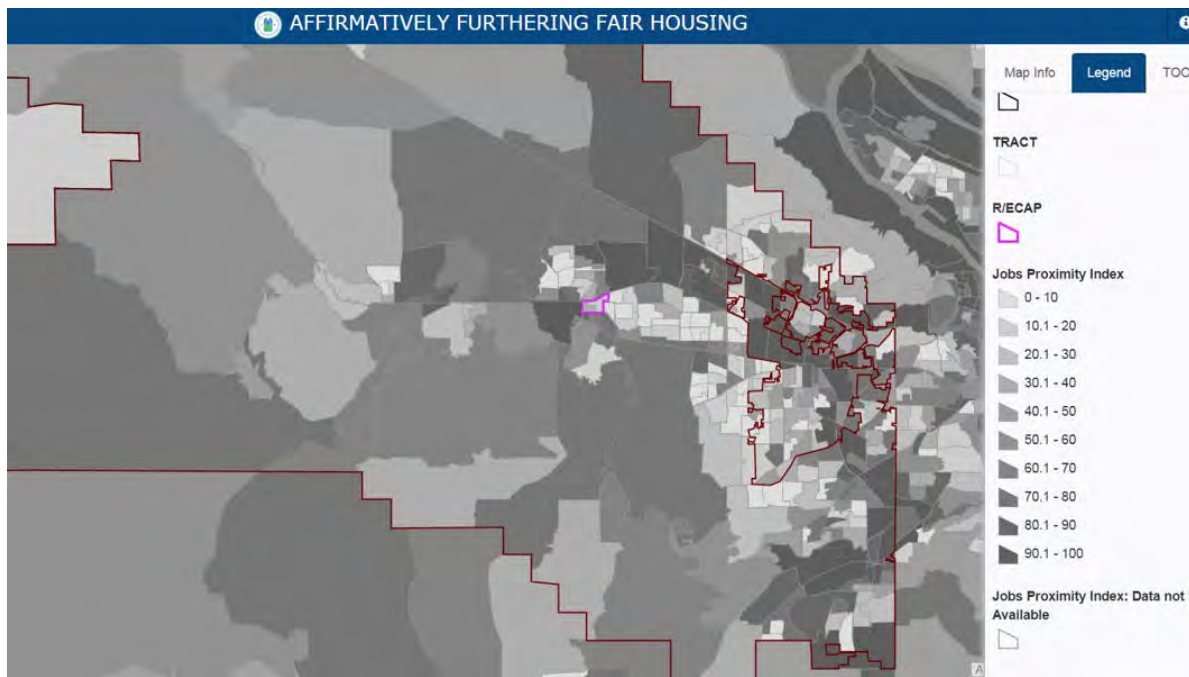 AFFIRMATIVELY FURTHERING FAIR HOUSING
Map Info
Legend
TOC
TRACT
R/ECAP
Jobs Proximity Index
0 - 10
10.1 - 20
20.1 - 30
30.1 - 40
40.1 - 50
50.1 - 60
60.1 - 70
70.1 - 80
80.1 - 90
90.1 - 100
Jobs Proximity Index: Data not
Available
A